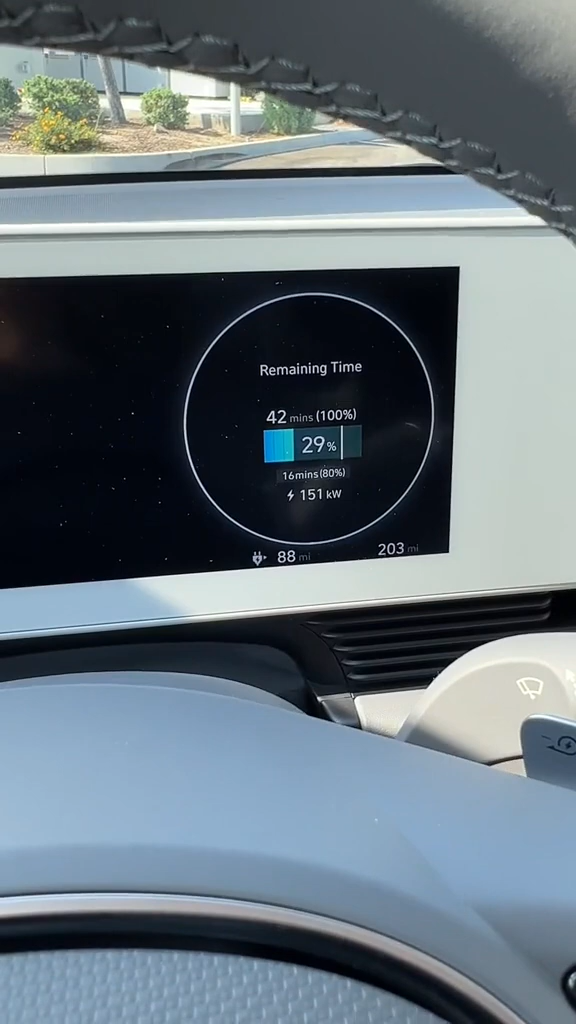 Remaining Time
42 mins (100%)
29%
16mins(80%)
151 kW
88 mi
203 mi